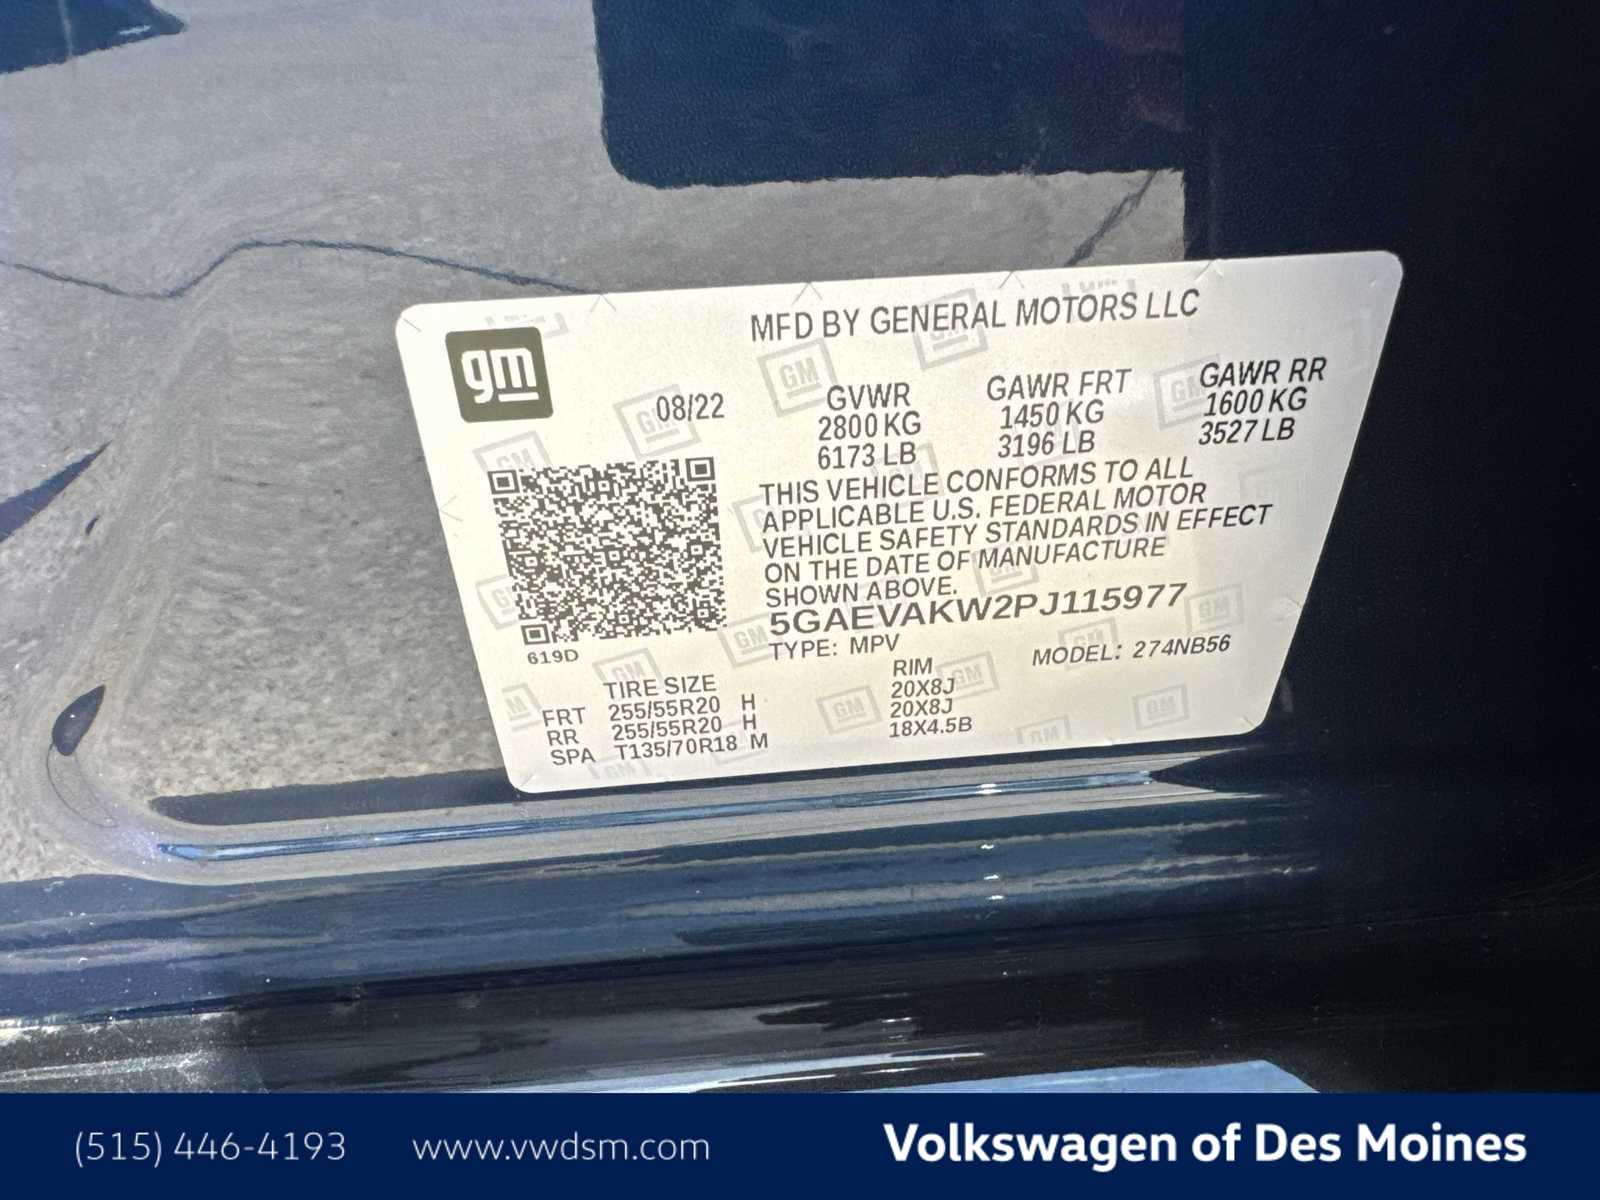 MFD BY GENERAL MOTORS LLC
gm
08/22
GVWR GAWR FRT GAWR RR
2800 KG 1450 KG 1600 KG
6173 LB 3196 LB 3527 LB
THIS VEHICLE CONFORMS TO ALL
APPLICABLE U.S. FEDERAL MOTOR
VEHICLE SAFETY STANDARDS IN EFFECT
ON THE DATE OF MANUFACTURE
SHOWN ABOVE.
5GAEVAKW2PJ115977
TYPE: MPV MODEL: 274NB56
619D
TIRE SIZE RIM
FRT 255/55R20 H 20X8J
RR 255/55R20 H 20X8J
SPA T135/70R18 M 18X4.5B
(515) 446-4193 www.vwdsm.com Volkswagen of Des Moines